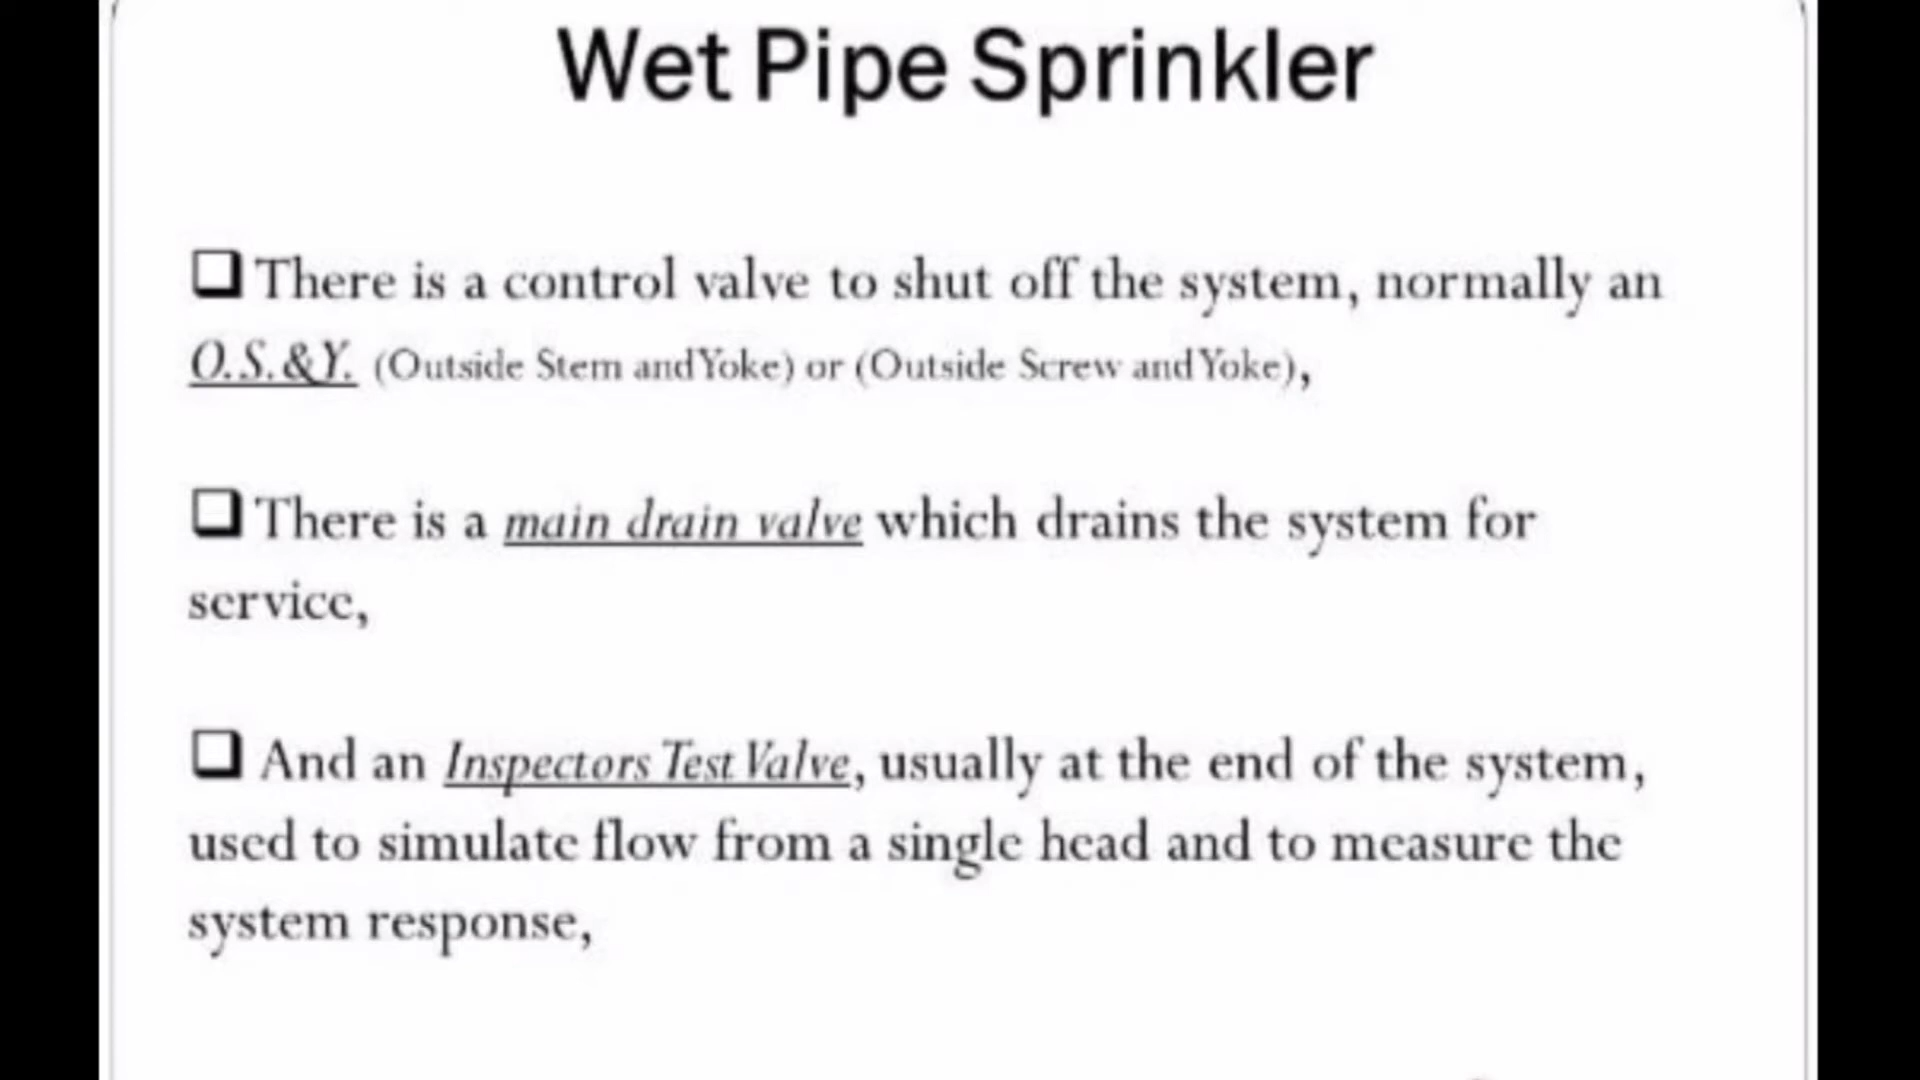 Wet Pipe Sprinkler
❑ There is a control valve to shut off the system, normally an
O.S.&Y. (Outside Stem and Yoke) or (Outside Screw and Yoke),
❑ There is a main drain valve which drains the system for
service,
❑ And an Inspectors Test Valve, usually at the end of the system,
used to simulate flow from a single head and to measure the
system response,